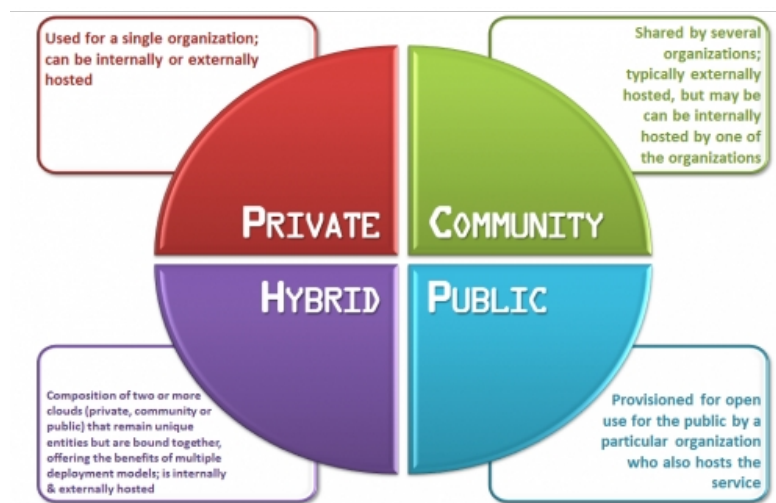 Used for a single organization;
can be internally or externally
hosted
Shared by several
organizations;
typically externally
hosted, but may be
can be internally
hosted by one of
the organizations
PRIVATE
COMMUNITY
HYBRID
PUBLIC
Composition of two or more
clouds (private, community or
public) that remain unique
entities but are bound together,
offering the benefits of multiple
deployment models; is internally
& externally hosted
Provisioned for open
use for the public by a
particular organization
who also hosts the
service